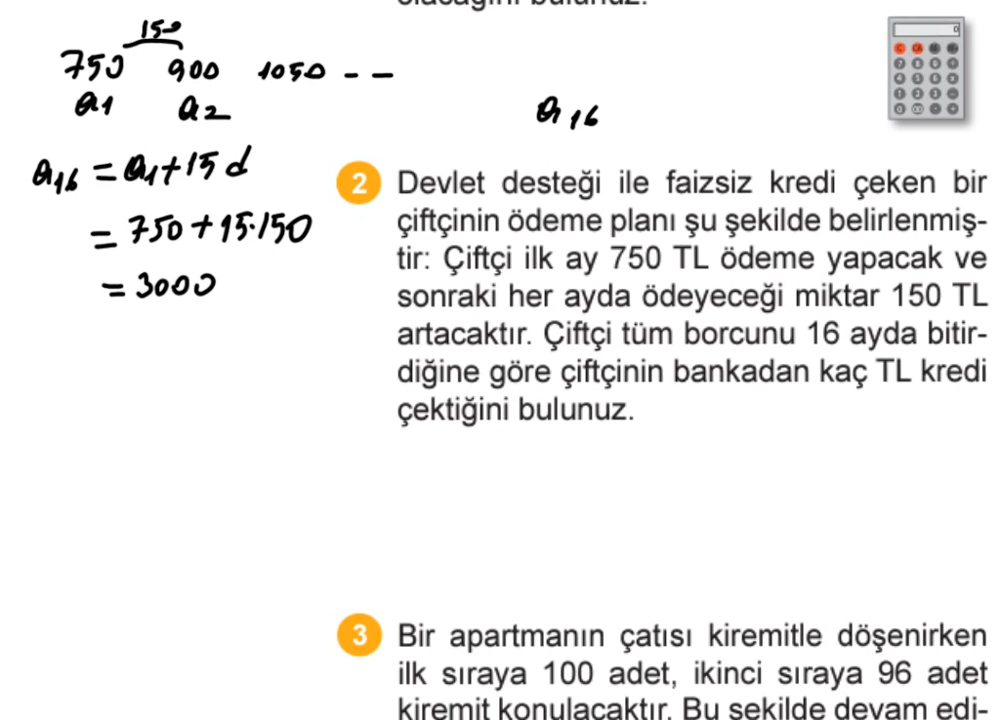 olacağını bulunuz.
150
750 900 1050 - -
a1 a2 a16
a16 = a1 + 15 d
= 750 + 15.150
= 3000
2 Devlet desteği ile faizsiz kredi çeken bir
çiftçinin ödeme planı şu şekilde belirlenmiş-
tir: Çiftçi ilk ay 750 TL ödeme yapacak ve
sonraki her ayda ödeyeceği miktar 150 TL
artacaktır. Çiftçi tüm borcunu 16 ayda bitir-
diğine göre çiftçinin bankadan kaç TL kredi
çektiğini bulunuz.
3 Bir apartmanın çatısı kiremitle döşenirken
ilk sıraya 100 adet, ikinci sıraya 96 adet
kiremit konulacaktır. Bu şekilde devam edi-